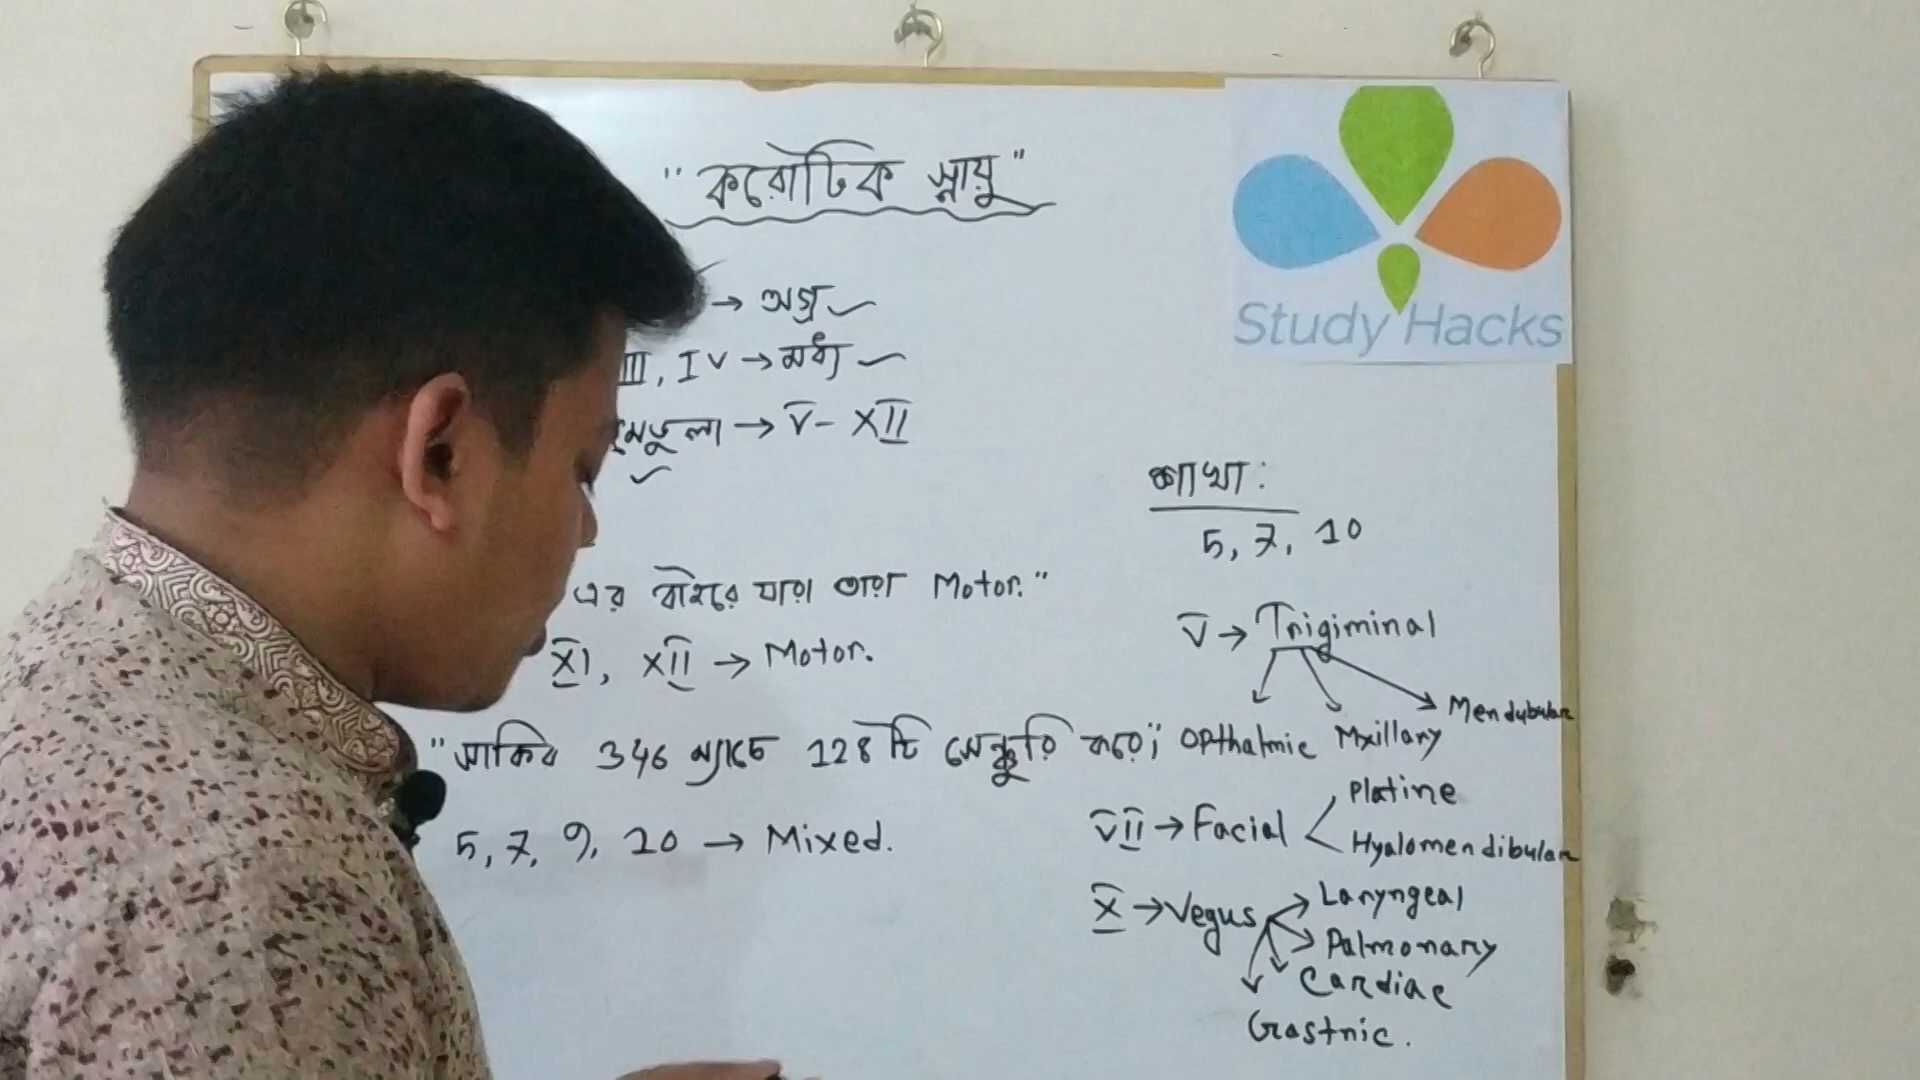 "করোটিক স্নায়ু"
Study Hacks
→ অগ্র
III, IV → মধ্য
→ V - XII
এর বাইরে যারা তারা Motor."
XI, XII → Motor.
"সাকিব 346 ম্যাচে 128 টি সেঞ্চুরি করে;"
5, 7, 9, 10 → Mixed.
শাখা:
5, 7, 10
V → Trigiminal
Mendubular
Opthalmic Mxillary
VII → Facial
Platine
Hyalomendibular
X → Vegus
Laryngeal
Palmonary
Cardiac
Grastric.